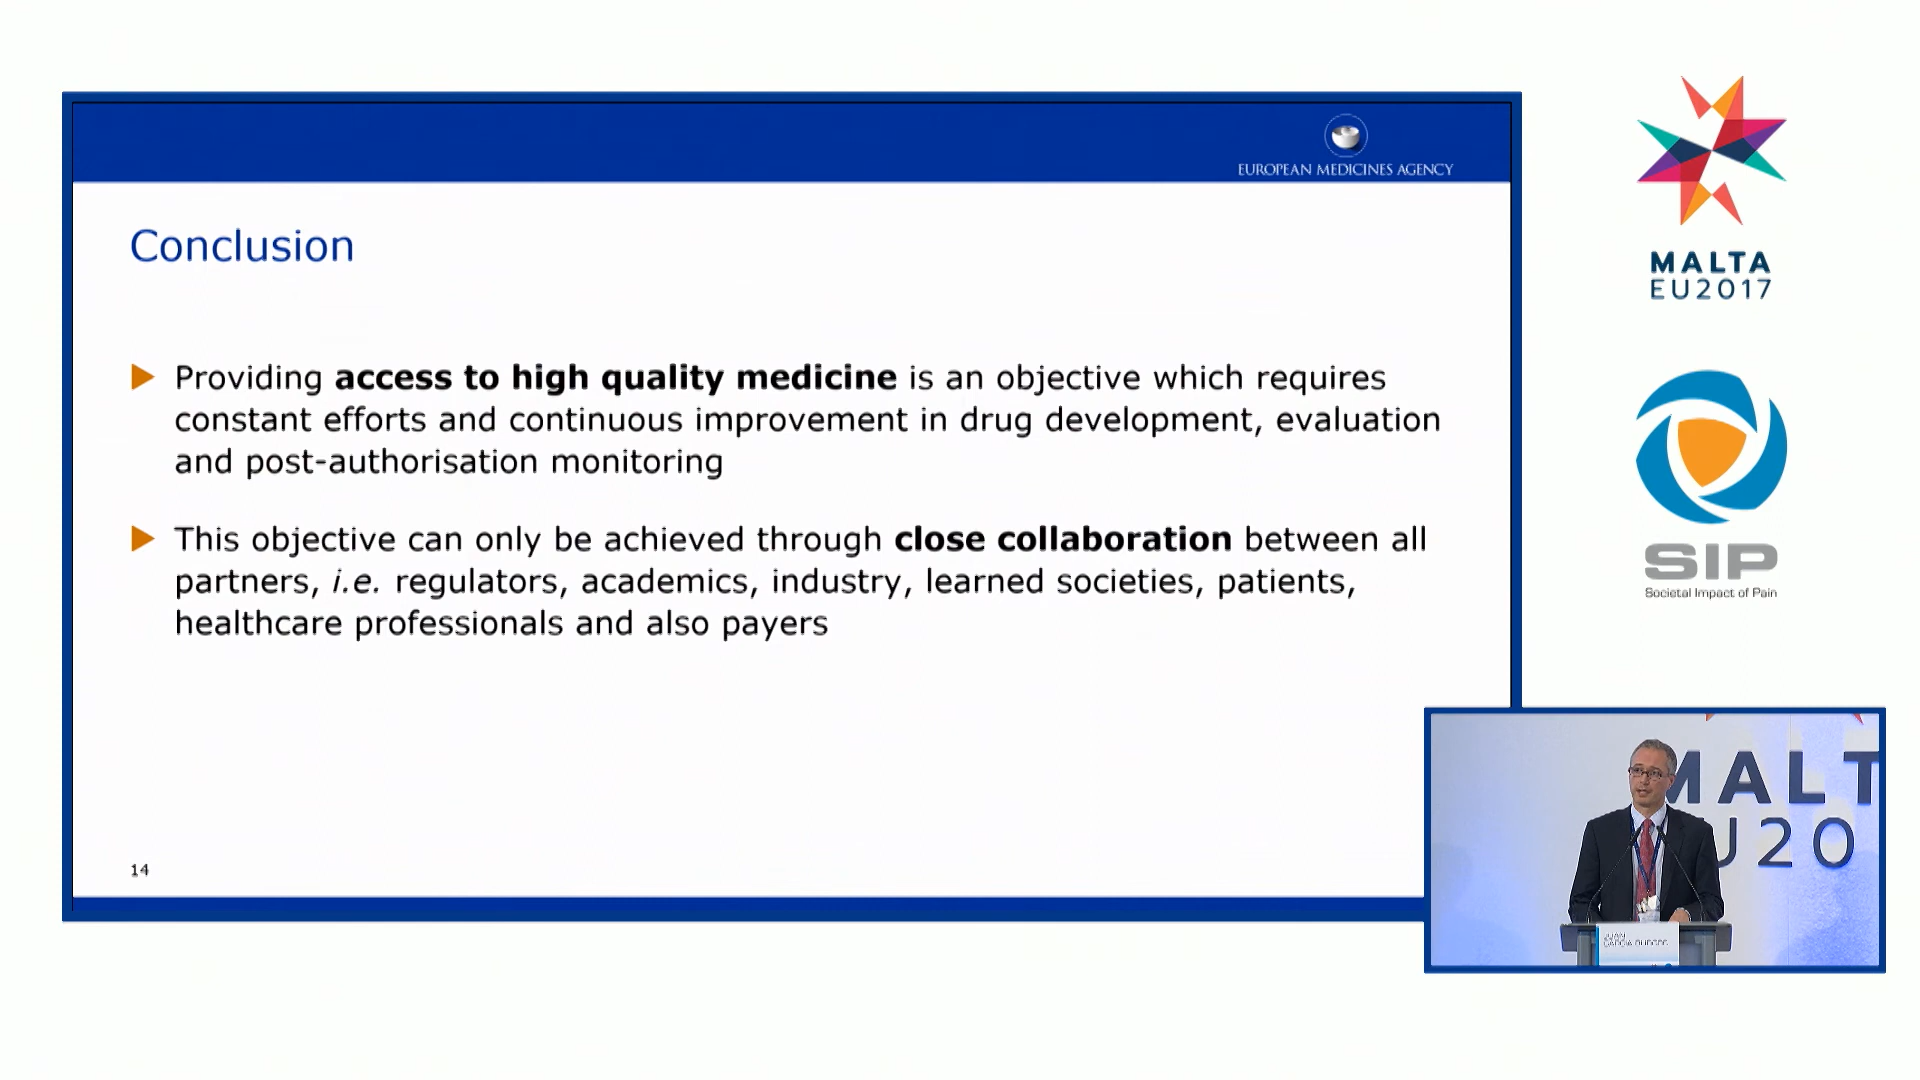 EUROPEAN MEDICINES AGENCY
Conclusion
Providing access to high quality medicine is an objective which requires
constant efforts and continuous improvement in drug development, evaluation
and post-authorisation monitoring
This objective can only be achieved through close collaboration between all
partners, i.e. regulators, academics, industry, learned societies, patients,
healthcare professionals and also payers
14
MALTA
EU2017
SIP
Societal Impact of Pain
MALT
U20
JUAN
GARCIA BURGOS